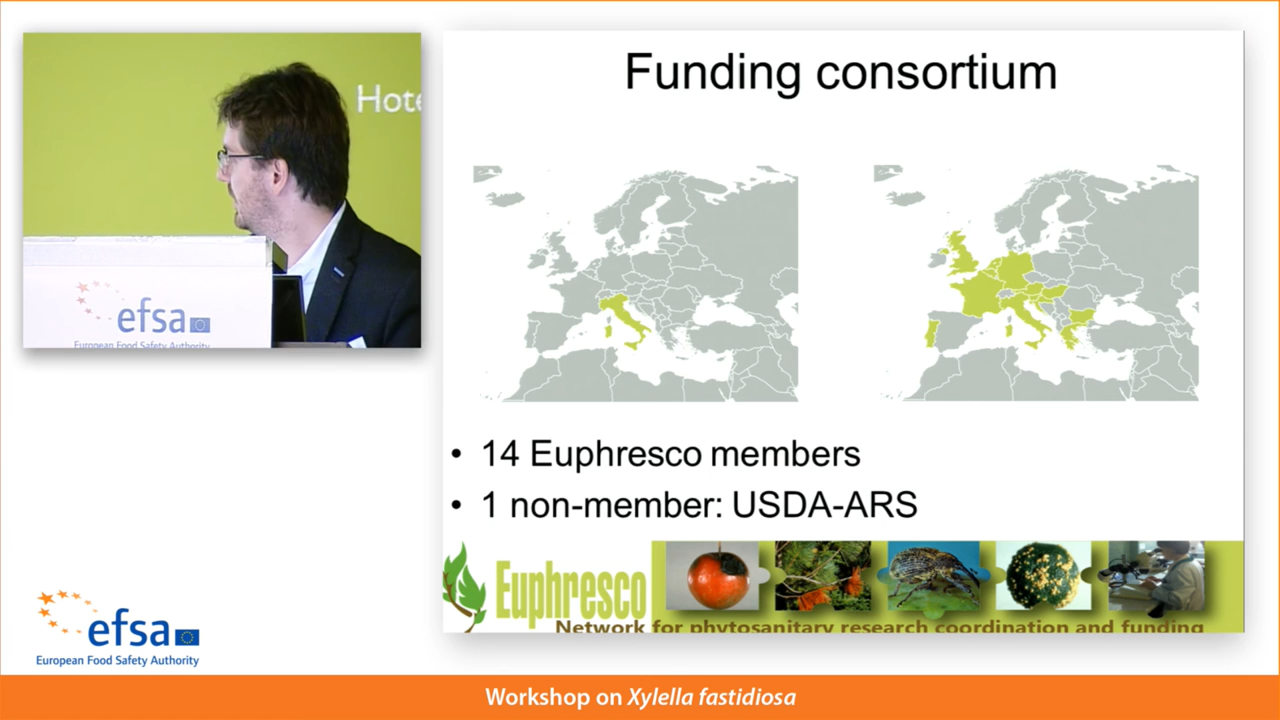 Hote
efsa
European Food Safety Authority
Funding consortium
• 14 Euphresco members
• 1 non-member: USDA-ARS
Euphresco
Network for phytosanitary research coordination and funding
efsa
European Food Safety Authority
Workshop on Xylella fastidiosa